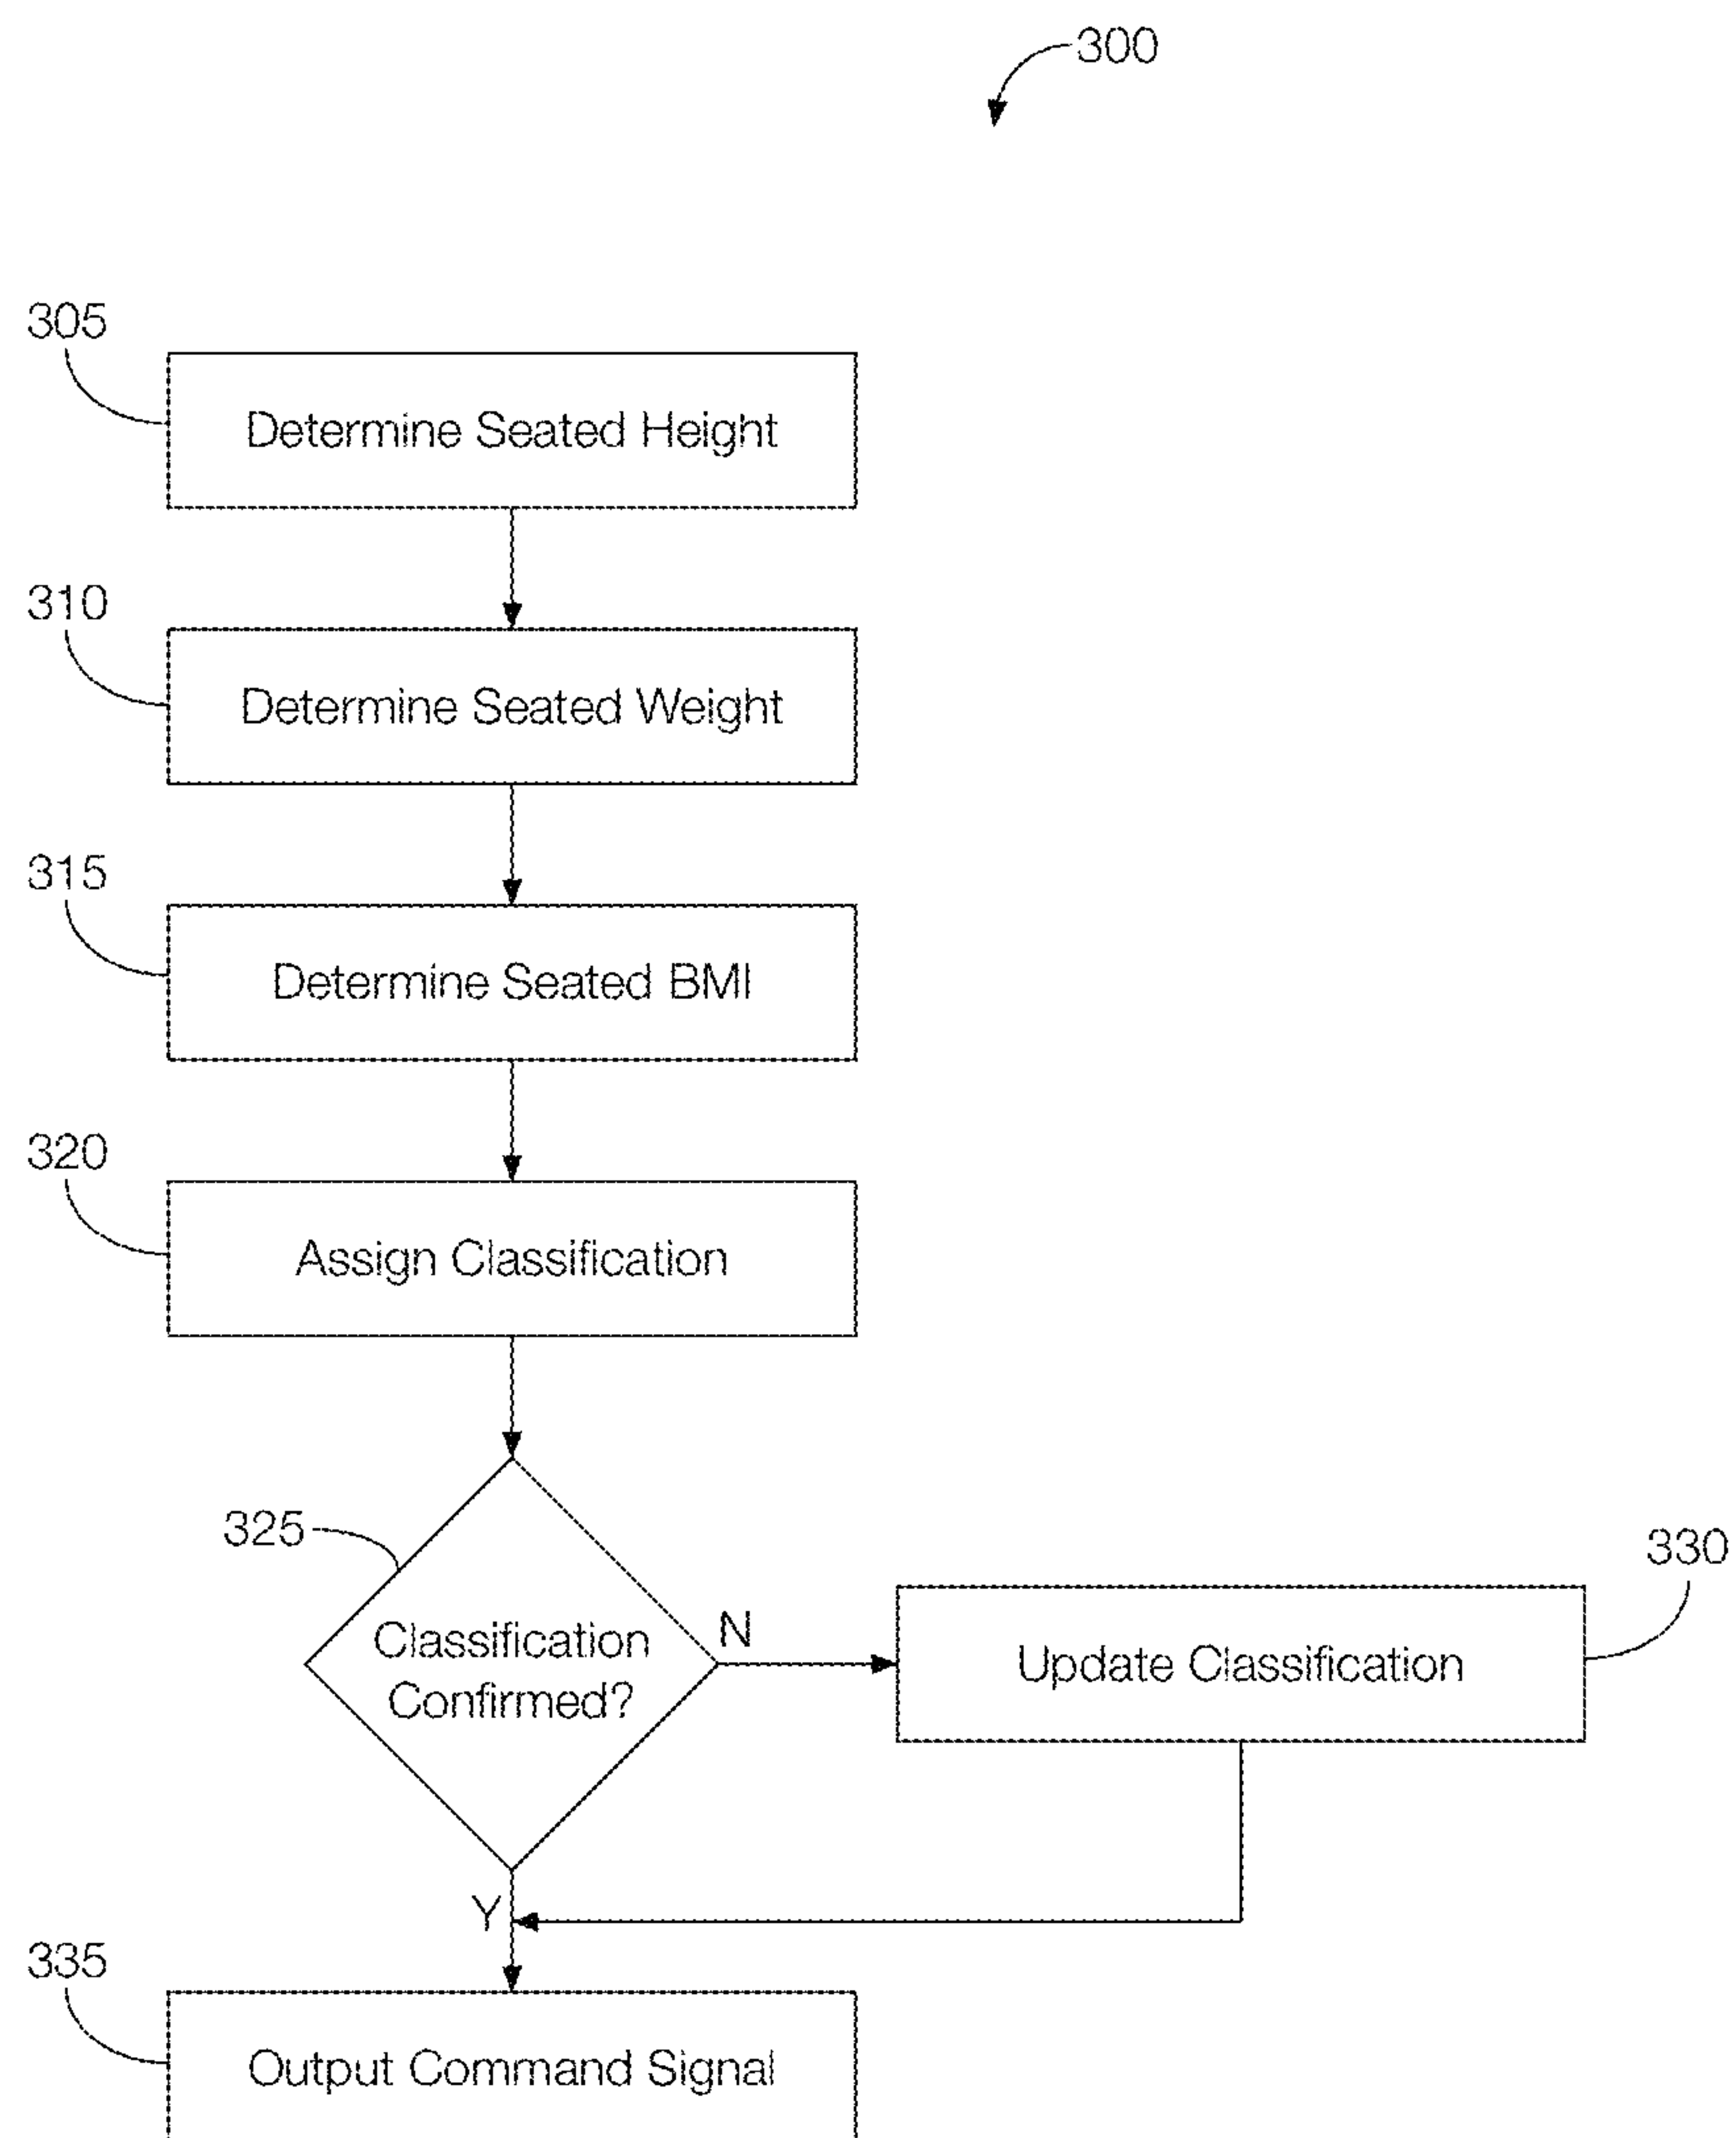 300
305
Determine Seated Height
310
Determine Seated Weight
315
Determine Seated BMI
320
Assign Classification
325
Classification
Confirmed?
N
330
Update Classification
Y
335
Output Command Signal